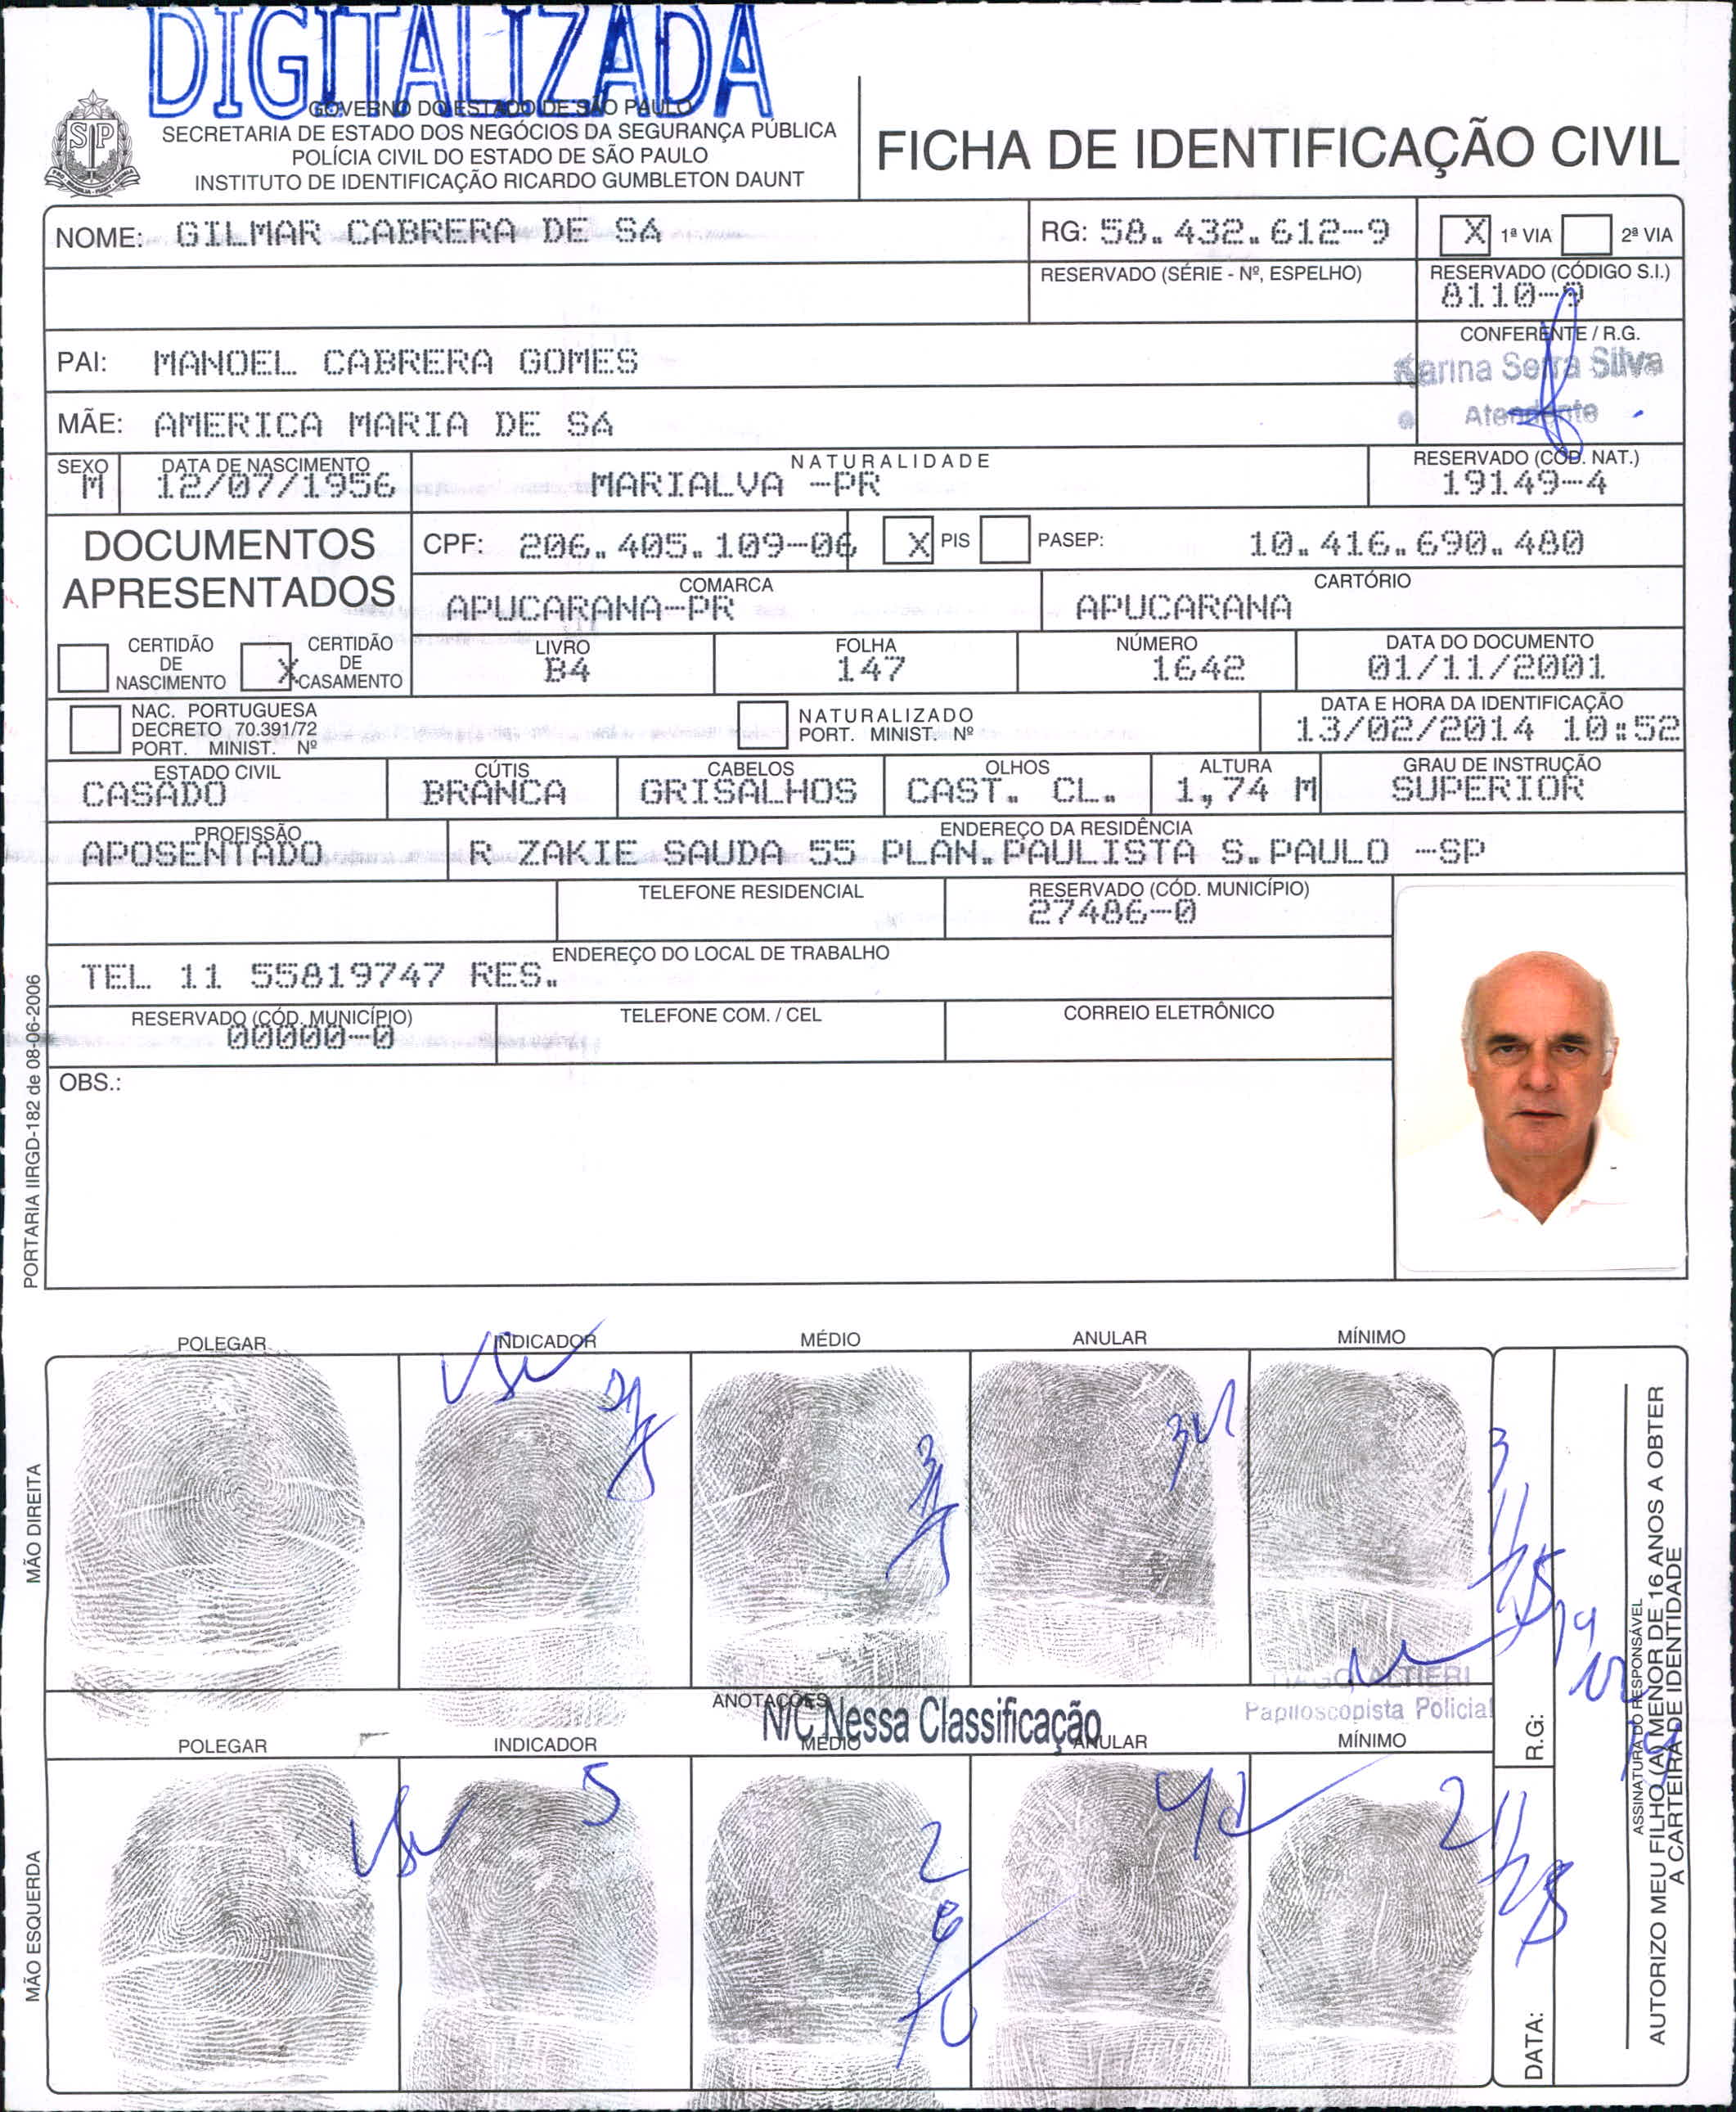 DIGITALIZADA
GOVERNO DO ESTADO DE SÃO PAULO
SECRETARIA DE ESTADO DOS NEGÓCIOS DA SEGURANÇA PÚBLICA
POLÍCIA CIVIL DO ESTADO DE SÃO PAULO
INSTITUTO DE IDENTIFICAÇÃO RICARDO GUMBLETON DAUNT
FICHA DE IDENTIFICAÇÃO CIVIL
NOME: GILMAR CABRERA DE SA
RG: 58.432.612-9
X 1ª VIA 2ª VIA
RESERVADO (SÉRIE - Nº, ESPELHO)
RESERVADO (CÓDIGO S.I.)
8110-9
PAI: MANOEL CABRERA GOMES
CONFERENTE / R.G.
Karina Serra Silva
Atendente
MÃE: AMERICA MARIA DE SA
SEXO
M
DATA DE NASCIMENTO
12/07/1956
NATURALIDADE
MARIALVA -PR
RESERVADO (CÓD. NAT.)
19149-4
DOCUMENTOS
APRESENTADOS
CPF: 206.405.109-06
X PIS PASEP: 10.416.690.480
COMARCA
APUCARANA-PR
CARTÓRIO
APUCARANA
CERTIDÃO
DE
NASCIMENTO
X
CERTIDÃO
DE
CASAMENTO
LIVRO
B4
FOLHA
147
NÚMERO
1642
DATA DO DOCUMENTO
01/11/2001
NAC. PORTUGUESA
DECRETO 70.391/72
PORT. MINIST. Nº
NATURALIZADO
PORT. MINIST. Nº
DATA E HORA DA IDENTIFICAÇÃO
13/02/2014 10:52
ESTADO CIVIL
CASADO
CÚTIS
BRANCA
CABELOS
GRISALHOS
OLHOS
CAST. CL.
ALTURA
1,74 M
GRAU DE INSTRUÇÃO
SUPERIOR
PROFISSÃO
APOSENTADO
ENDEREÇO DA RESIDÊNCIA
R ZAKIE SAUDA 55 PLAN.PAULISTA S.PAULO -SP
TELEFONE RESIDENCIAL
RESERVADO (CÓD. MUNICÍPIO)
27486-0
ENDEREÇO DO LOCAL DE TRABALHO
TEL 11 55819747 RES.
RESERVADO (CÓD. MUNICÍPIO)
00000-0
TELEFONE COM. / CEL
CORREIO ELETRÔNICO
OBS.:
PORTARIA IIRGD-182 de 08-06-2006
POLEGAR INDICADOR MÉDIO ANULAR MÍNIMO
MÃO DIREITA
ALTIERI
Papiloscopista Policial
ANOTAÇÕES
N/C Nessa Classificação
POLEGAR INDICADOR MÉDIO ANULAR MÍNIMO
5
2
MÃO ESQUERDA
R.G:
DATA:
ASSINATURA DO RESPONSÁVEL
AUTORIZO MEU FILHO (A) MENOR DE 16 ANOS A OBTER
A CARTEIRA DE IDENTIDADE